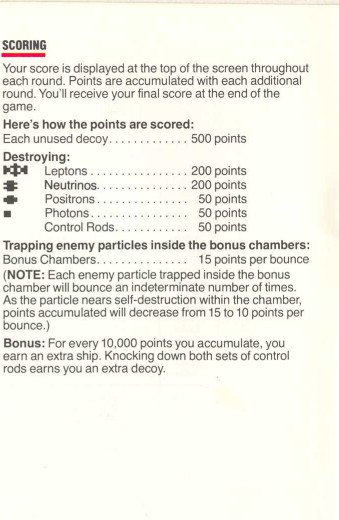 SCORING
Your score is displayed at the top of the screen throughout
each round. Points are accumulated with each additional
round. You'll receive your final score at the end of the
game.
Here's how the points are scored:
Each unused decoy. . . . . . . . . . . . . 500 points
Destroying:
Leptons . . . . . . . . . . . . . . . . 200 points
Neutrinos. . . . . . . . . . . . . . . 200 points
Positrons . . . . . . . . . . . . . . . 50 points
Photons . . . . . . . . . . . . . . . . 50 points
Control Rods. . . . . . . . . . . . 50 points
Trapping enemy particles inside the bonus chambers:
Bonus Chambers. . . . . . . . . . . . . . . 15 points per bounce
(NOTE: Each enemy particle trapped inside the bonus
chamber will bounce an indeterminate number of times.
As the particle nears self-destruction within the chamber,
points accumulated will decrease from 15 to 10 points per
bounce.)
Bonus: For every 10,000 points you accumulate, you
earn an extra ship. Knocking down both sets of control
rods earns you an extra decoy.